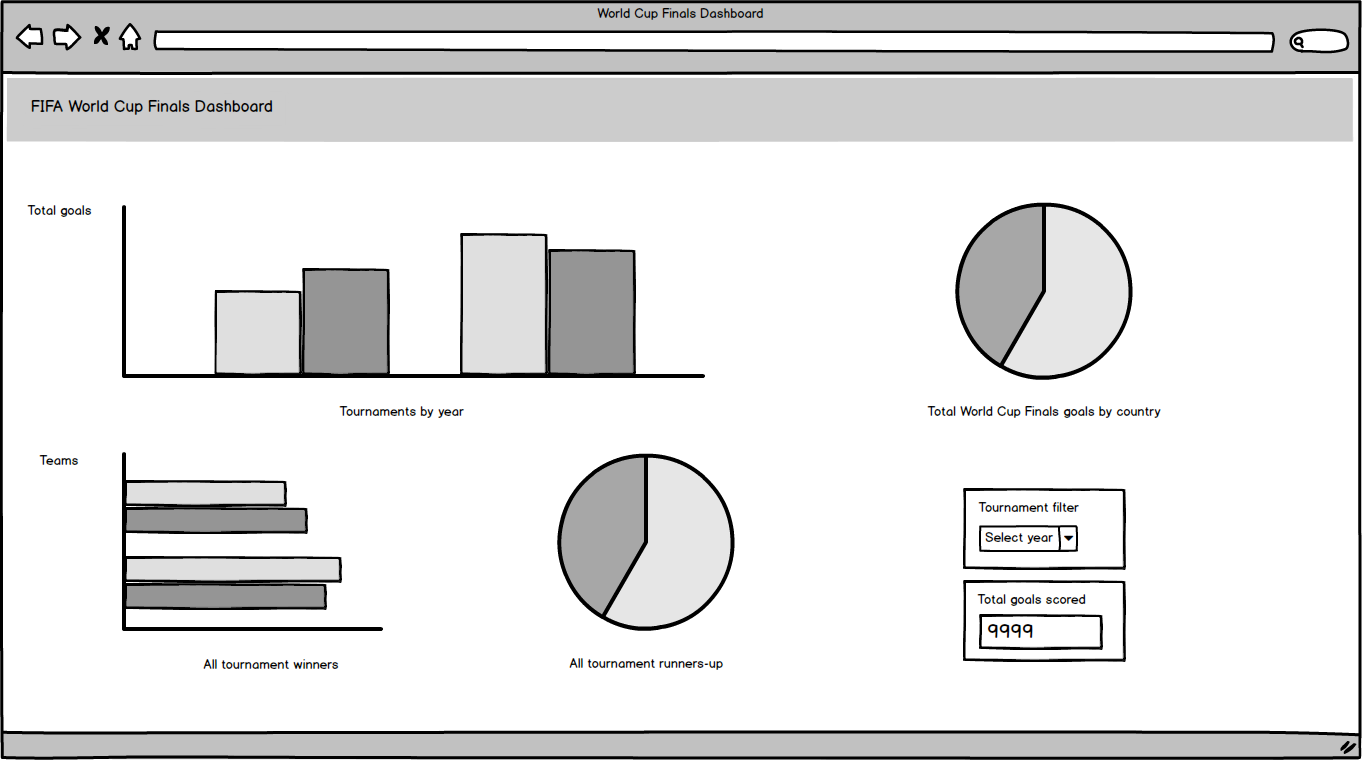 World Cup Finals Dashboard
FIFA World Cup Finals Dashboard
Total goals
Tournaments by year
Total World Cup Finals goals by country
Teams
All tournament winners
All tournament runners-up
Tournament filter
Select year
Total goals scored
9999